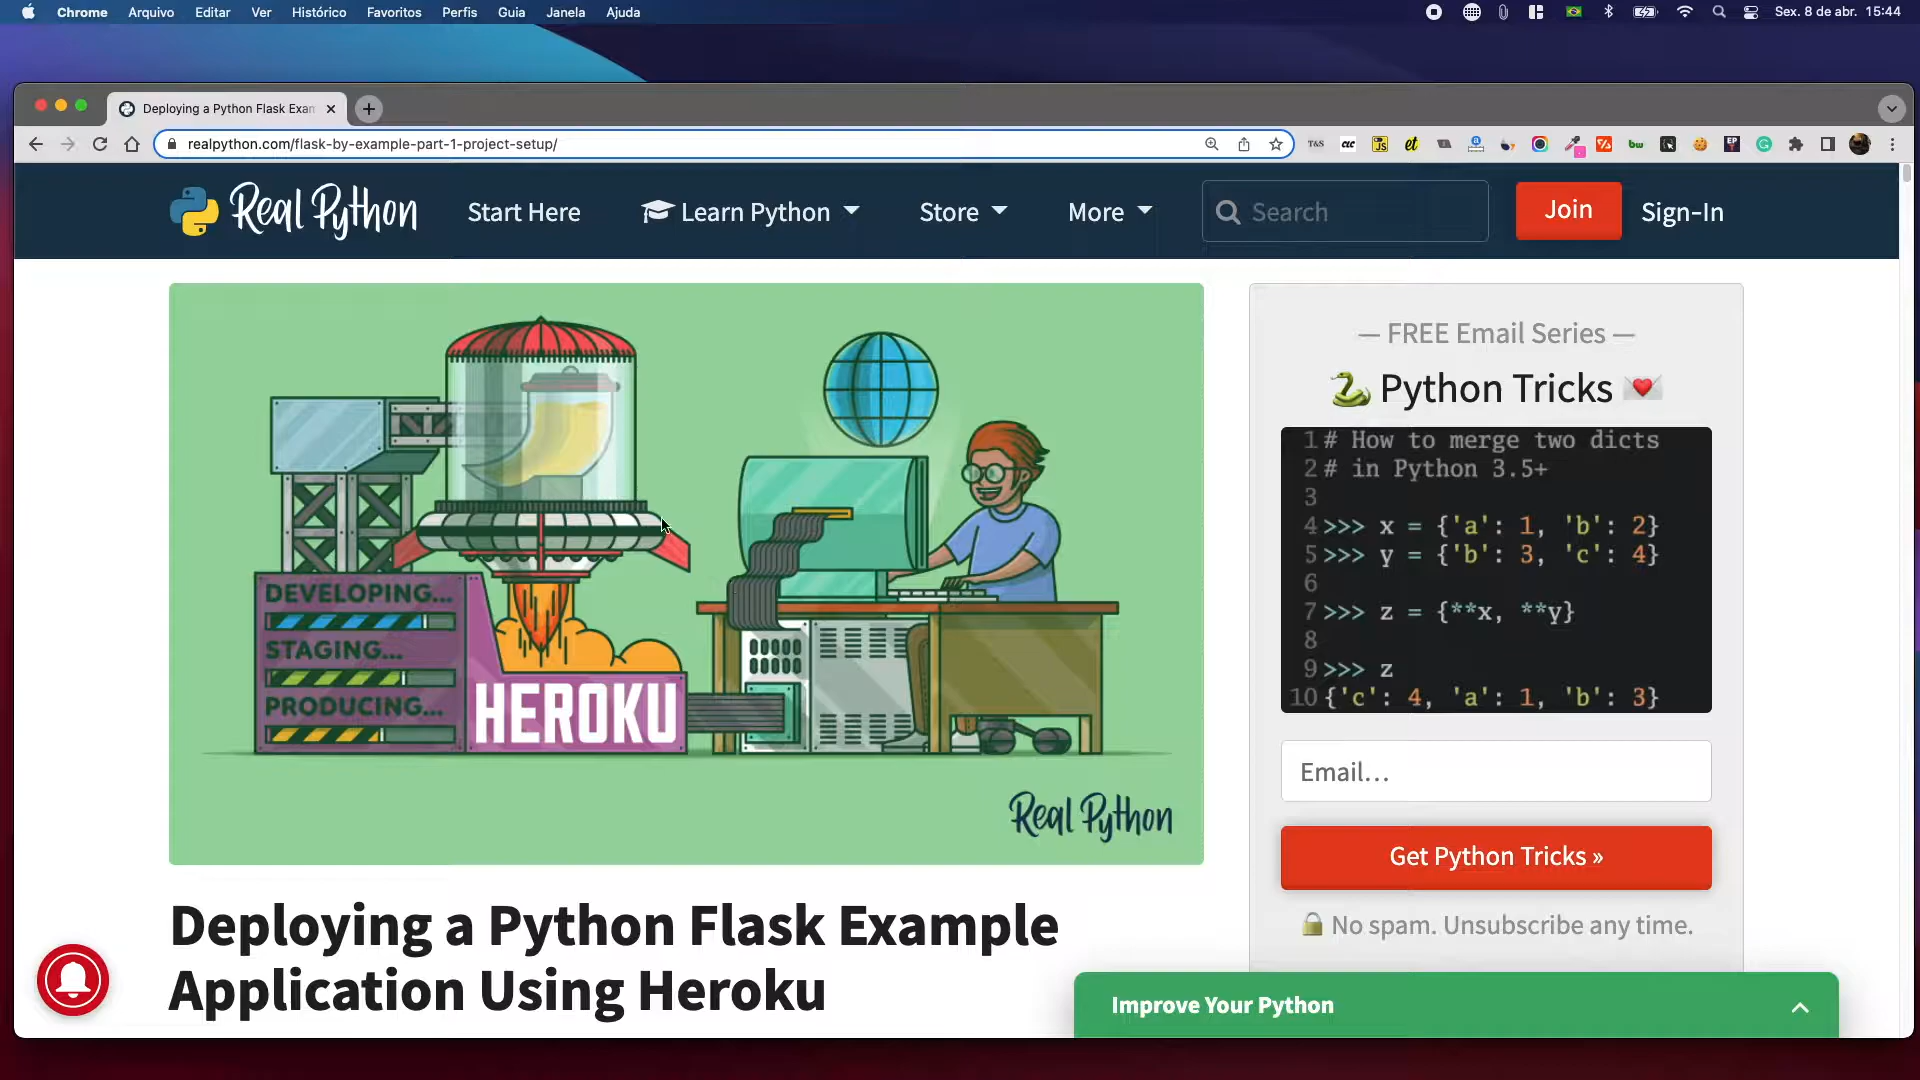 Chrome Arquivo Editar Ver Histórico Favoritos Perfis Guia Janela Ajuda
Sex. 8 de abr. 15:44
Deploying a Python Flask Exam
realpython.com/flask-by-example-part-1-project-setup/
Real Python
Start Here
Learn Python
Store
More
Search
Join
Sign-In
DEVELOPING...
STAGING...
PRODUCING...
HEROKU
Real Python
— FREE Email Series —
🐍 Python Tricks 💌
1 # How to merge two dicts
2 # in Python 3.5+
3
4 >>> x = {'a': 1, 'b': 2}
5 >>> y = {'b': 3, 'c': 4}
6
7 >>> z = {**x, **y}
8
9 >>> z
10 {'c': 4, 'a': 1, 'b': 3}
Email…
Get Python Tricks »
🔒 No spam. Unsubscribe any time.
Deploying a Python Flask Example
Application Using Heroku
Improve Your Python